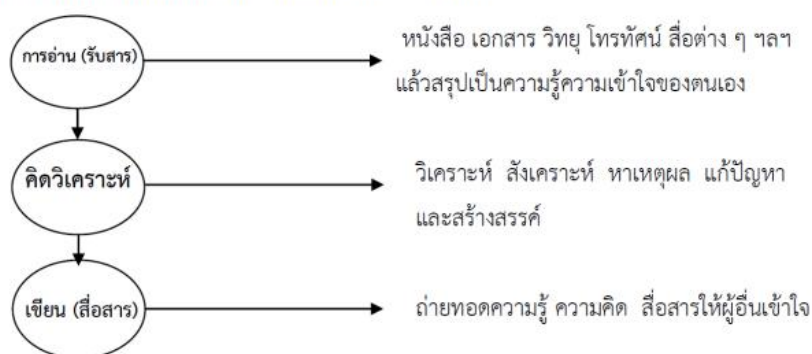 การอ่าน (รับสาร)
หนังสือ เอกสาร วิทยุ โทรทัศน์ สื่อต่าง ๆ ฯลฯ
แล้วสรุปเป็นความรู้ความเข้าใจของตนเอง
คิดวิเคราะห์
วิเคราะห์ สังเคราะห์ หาเหตุผล แก้ปัญหา
และสร้างสรรค์
เขียน (สื่อสาร)
ถ่ายทอดความรู้ ความคิด สื่อสารให้ผู้อื่นเข้าใจ